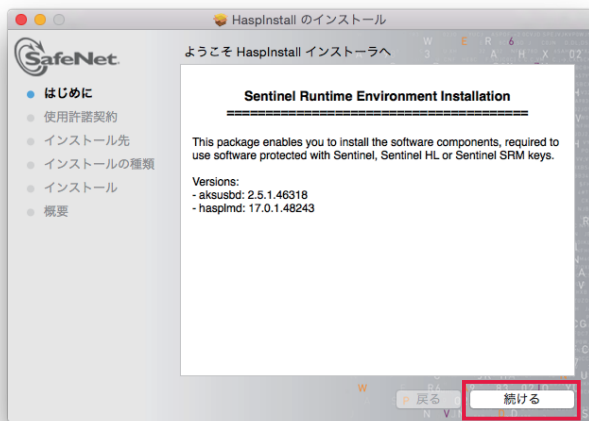 HaspInstall のインストール
SafeNet.
ようこそ HaspInstall インストーラへ
はじめに
使用許諾契約
インストール先
インストールの種類
インストール
概要
Sentinel Runtime Environment Installation
======================================
This package enables you to install the software components, required to
use software protected with Sentinel, Sentinel HL or Sentinel SRM keys.
Versions:
- aksusbd: 2.5.1.46318
- hasplmd: 17.0.1.48243
戻る
続ける